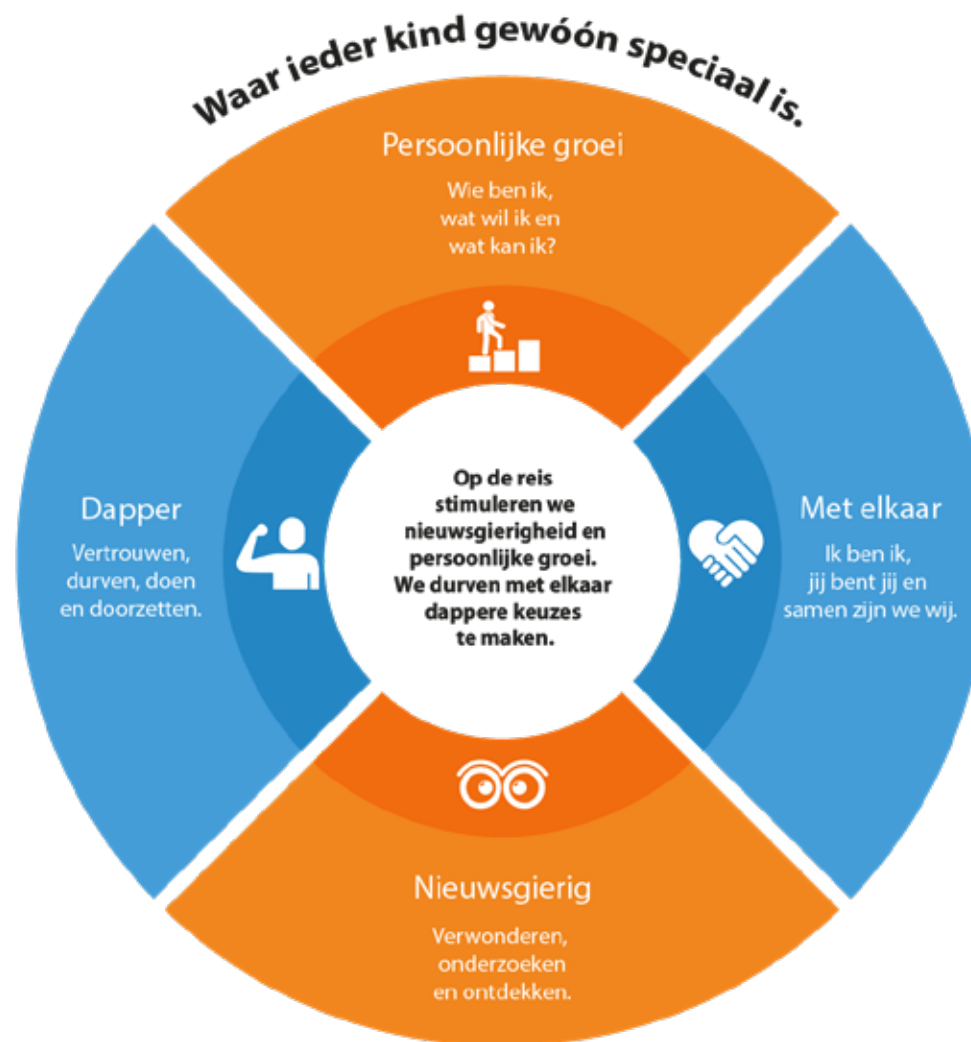 Waar ieder kind gewóón speciaal is.
Persoonlijke groei
Wie ben ik,
wat wil ik en
wat kan ik?
Dapper
Vertrouwen,
durven, doen
en doorzetten.
Op de reis
stimuleren we
nieuwsgierigheid en
persoonlijke groei.
We durven met elkaar
dappere keuzes
te maken.
Met elkaar
Ik ben ik,
jij bent jij en
samen zijn we wij.
Nieuwsgierig
Verwonderen,
onderzoeken
en ontdekken.